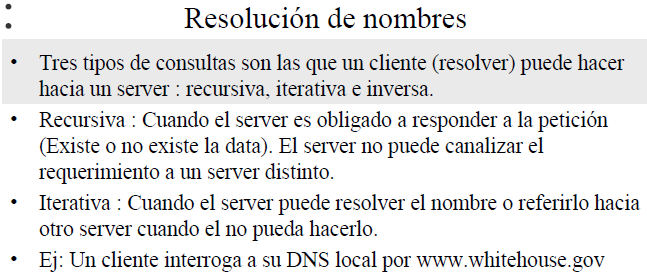 Resolución de nombres
• Tres tipos de consultas son las que un cliente (resolver) puede hacer
hacia un server : recursiva, iterativa e inversa.
• Recursiva : Cuando el server es obligado a responder a la petición
(Existe o no existe la data). El server no puede canalizar el
requerimiento a un server distinto.
• Iterativa : Cuando el server puede resolver el nombre o referirlo hacia
otro server cuando el no pueda hacerlo.
• Ej: Un cliente interroga a su DNS local por www.whitehouse.gov